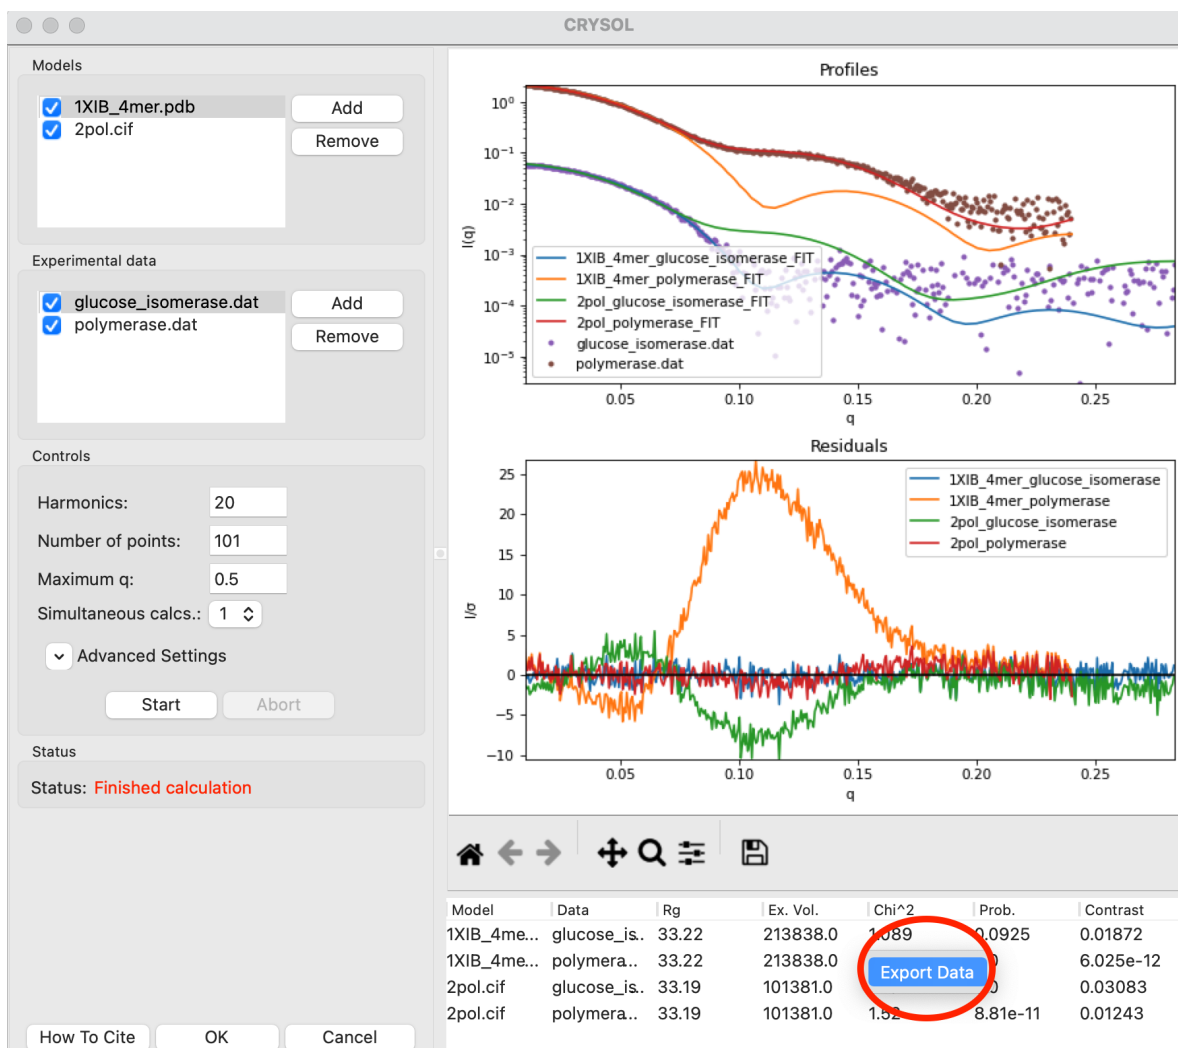 CRYSOL
Models
1XIB_4mer.pdb
2pol.cif
Add
Remove
Experimental data
glucose_isomerase.dat
polymerase.dat
Add
Remove
Controls
Harmonics: 20
Number of points: 101
Maximum q: 0.5
Simultaneous calcs.: 1
Advanced Settings
Start Abort
Status
Status: Finished calculation
How To Cite OK Cancel
Profiles
I(q)
10⁰
10⁻¹
10⁻²
10⁻³
10⁻⁴
10⁻⁵
1XIB_4mer_glucose_isomerase_FIT
1XIB_4mer_polymerase_FIT
2pol_glucose_isomerase_FIT
2pol_polymerase_FIT
glucose_isomerase.dat
polymerase.dat
0.05 0.10 0.15 0.20 0.25
q
Residuals
I/σ
25
20
15
10
5
0
−5
−10
1XIB_4mer_glucose_isomerase
1XIB_4mer_polymerase
2pol_glucose_isomerase
2pol_polymerase
0.05 0.10 0.15 0.20 0.25
q
Model Data Rg Ex. Vol. Chi^2 Prob. Contrast
1XIB_4me... glucose_is.. 33.22 213838.0 1.089 0.0925 0.01872
1XIB_4me... polymera... 33.22 213838.0 6.025e-12
Export Data
2pol.cif glucose_is.. 33.19 101381.0 0.03083
2pol.cif polymera... 33.19 101381.0 1.52 8.81e-11 0.01243